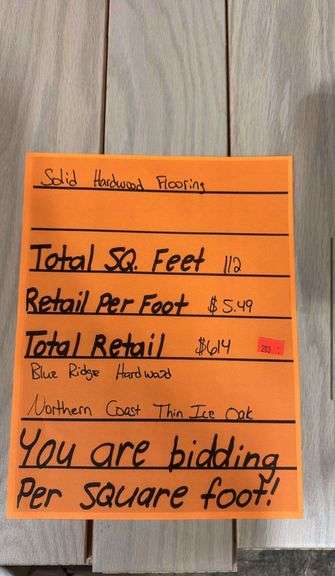 Solid Hardwood Flooring
Total SQ. Feet 112
Retail Per Foot $5.49
Total Retail $614
Blue Ridge Hardwood
Northern Coast Thin Ice Oak
You are bidding
Per square foot!